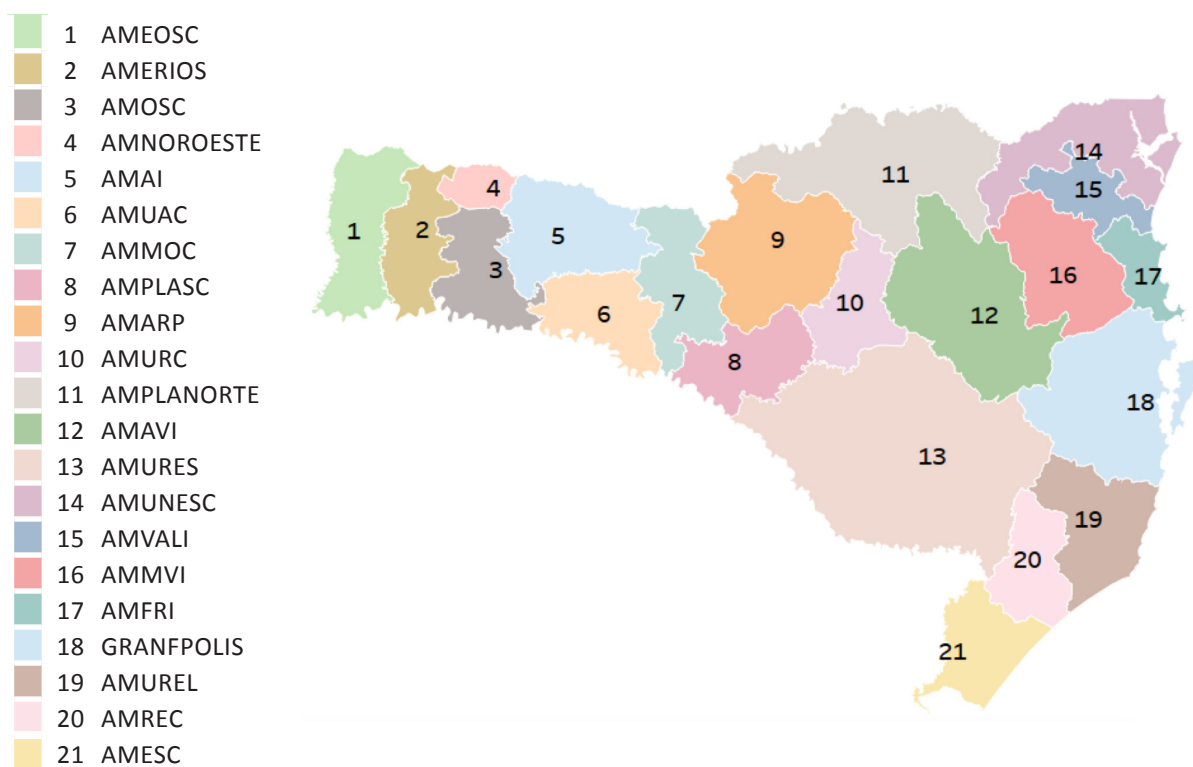 1 AMEOSC
2 AMERIOS
3 AMOSC
4 AMNOROESTE
5 AMAI
6 AMUAC
7 AMMOC
8 AMPLASC
9 AMARP
10 AMURC
11 AMPLANORTE
12 AMAVI
13 AMURES
14 AMUNESC
15 AMVALI
16 AMMVI
17 AMFRI
18 GRANFPOLIS
19 AMUREL
20 AMREC
21 AMESC
14
11
15
4
1
2
5
9
3
16
17
10
7
6
12
8
18
13
19
20
21